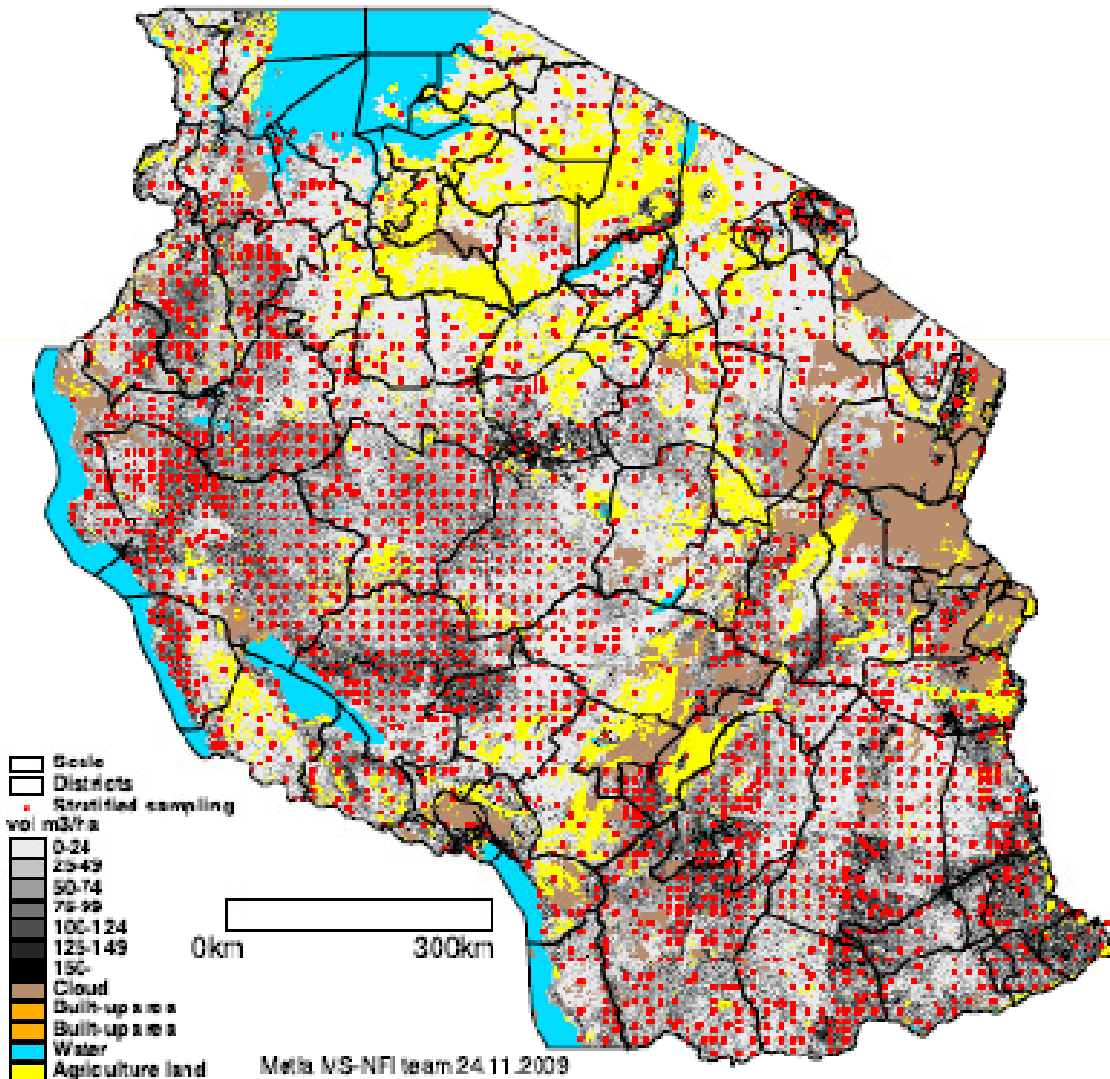 Scale
Districts
Stratified sampling
vol m3/ha
0-24
25-49
50-74
75-99
100-124
125-149
150-
Cloud
Built-up area
Built-up area
Water
Agriculture land
0km 300km
Metla MS-NFI team 24.11.2009